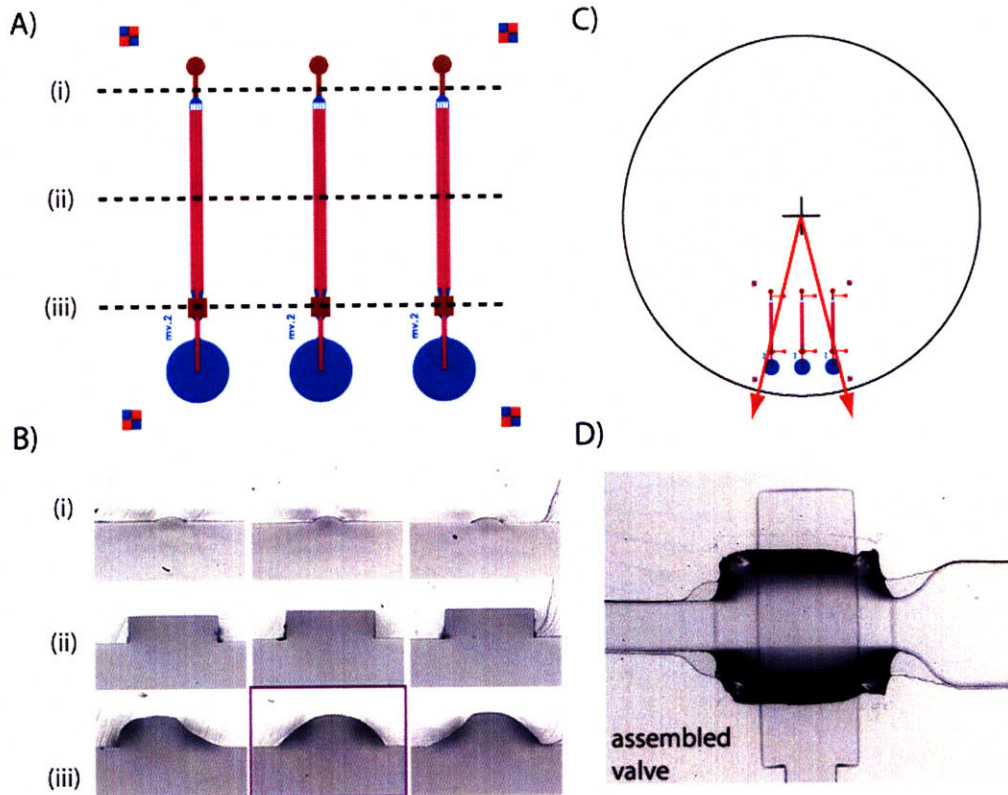 A)
(i)
(ii)
(iii)
mv.2
mv.2
mv.2
B)
(i)
(ii)
(iii)
C)
D)
assembled
valve